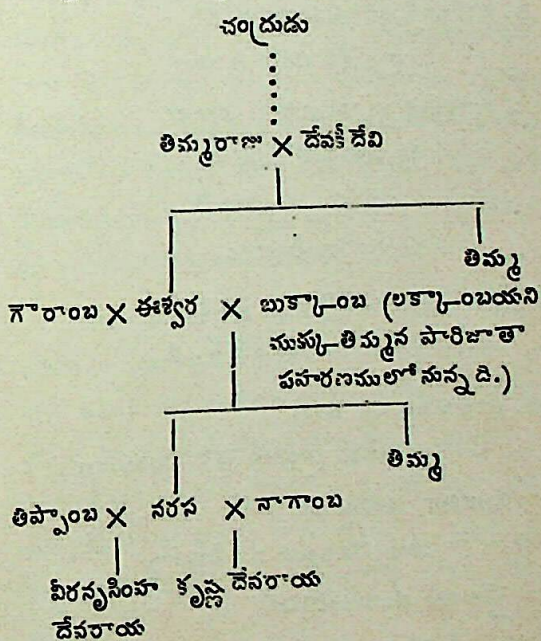 చంద్రుడు
తిమ్మరాజు × దేవకీ దేవి
తిమ్మ
గౌరాంబ × ఈశ్వర × బుక్కాంబ (లక్కాంబయని
ముక్కు తిమ్మన పారిజాతా
పహరణములో నున్నది.)
తిమ్మ
తిప్పాంబ × నరస × నాగాంబ
వీరనృసింహ కృష్ణ దేవరాయ
దేవరాయ